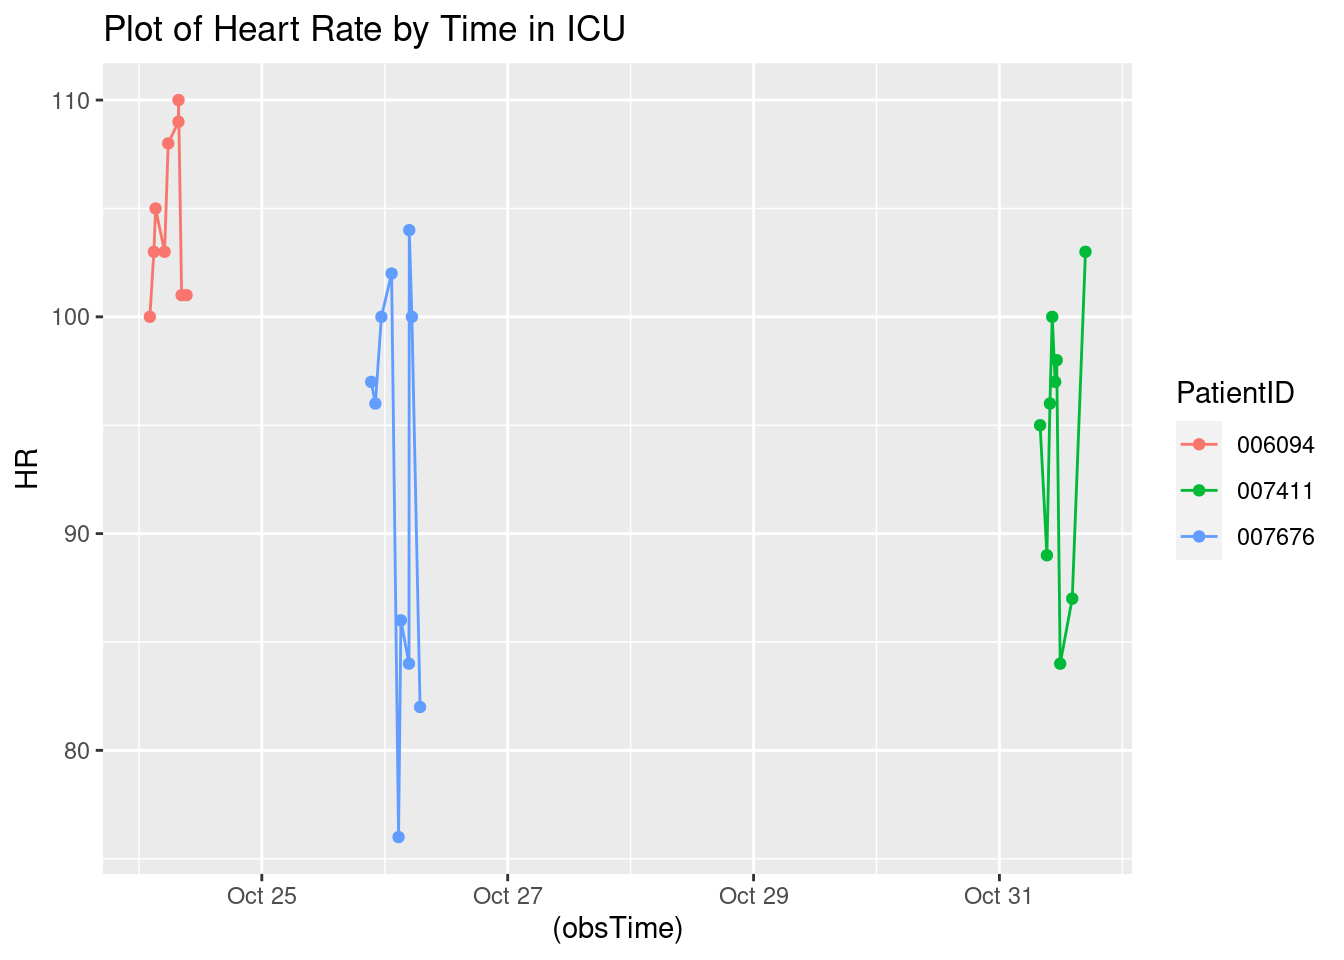 Plot of Heart Rate by Time in ICU
110
100
90
80
HR
Oct 25
Oct 27
Oct 29
Oct 31
(obsTime)
PatientID
006094
007411
007676